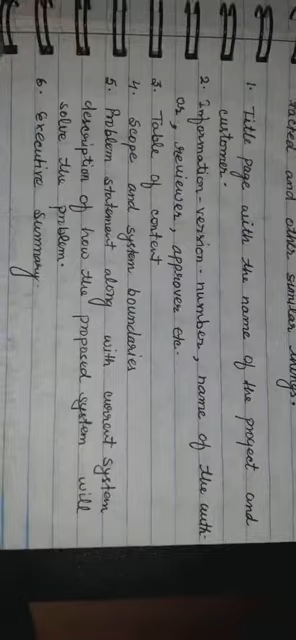 and other similar things.
1. Title page with the name of the project and
customer.
2. Information - version - number, name of the auth-
or, reviewer, approver etc.
3. Table of content
4. Scope and system boundaries
5. Problem statement along with current system
description of how the proposed system will
solve the problem.
6. Executive Summary.